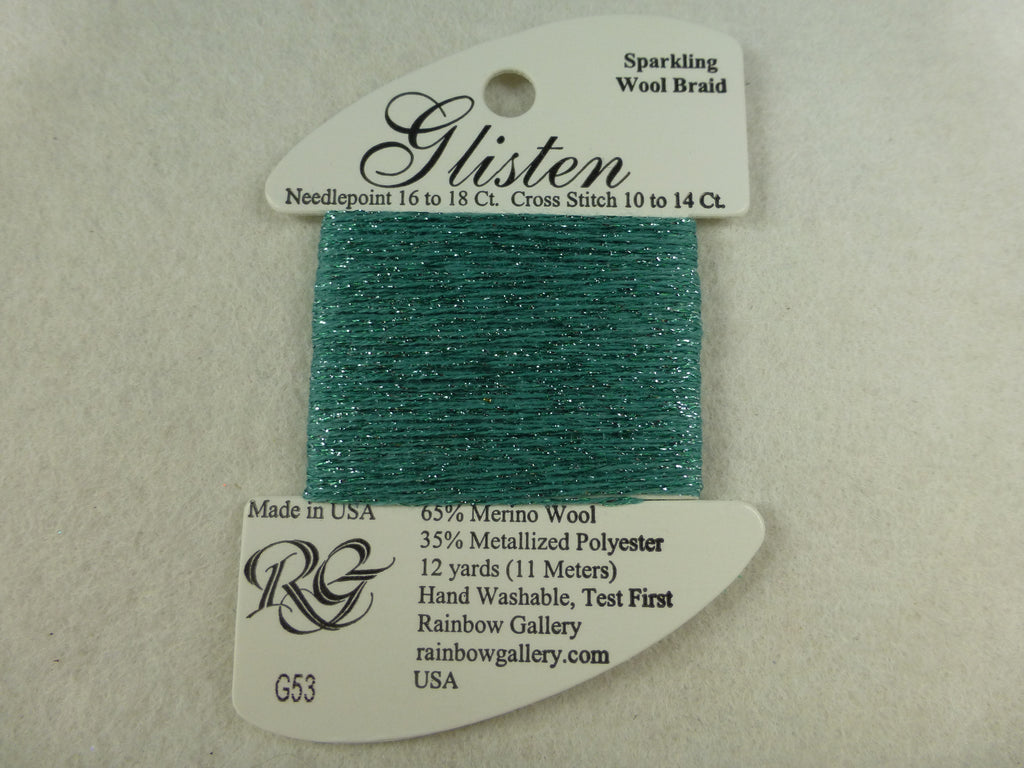 Sparkling
Wool Braid
Glisten
Needlepoint 16 to 18 Ct. Cross Stitch 10 to 14 Ct.
Made in USA
65% Merino Wool
35% Metallized Polyester
12 yards (11 Meters)
Hand Washable, Test First
Rainbow Gallery
rainbowgallery.com
USA
RG
G53